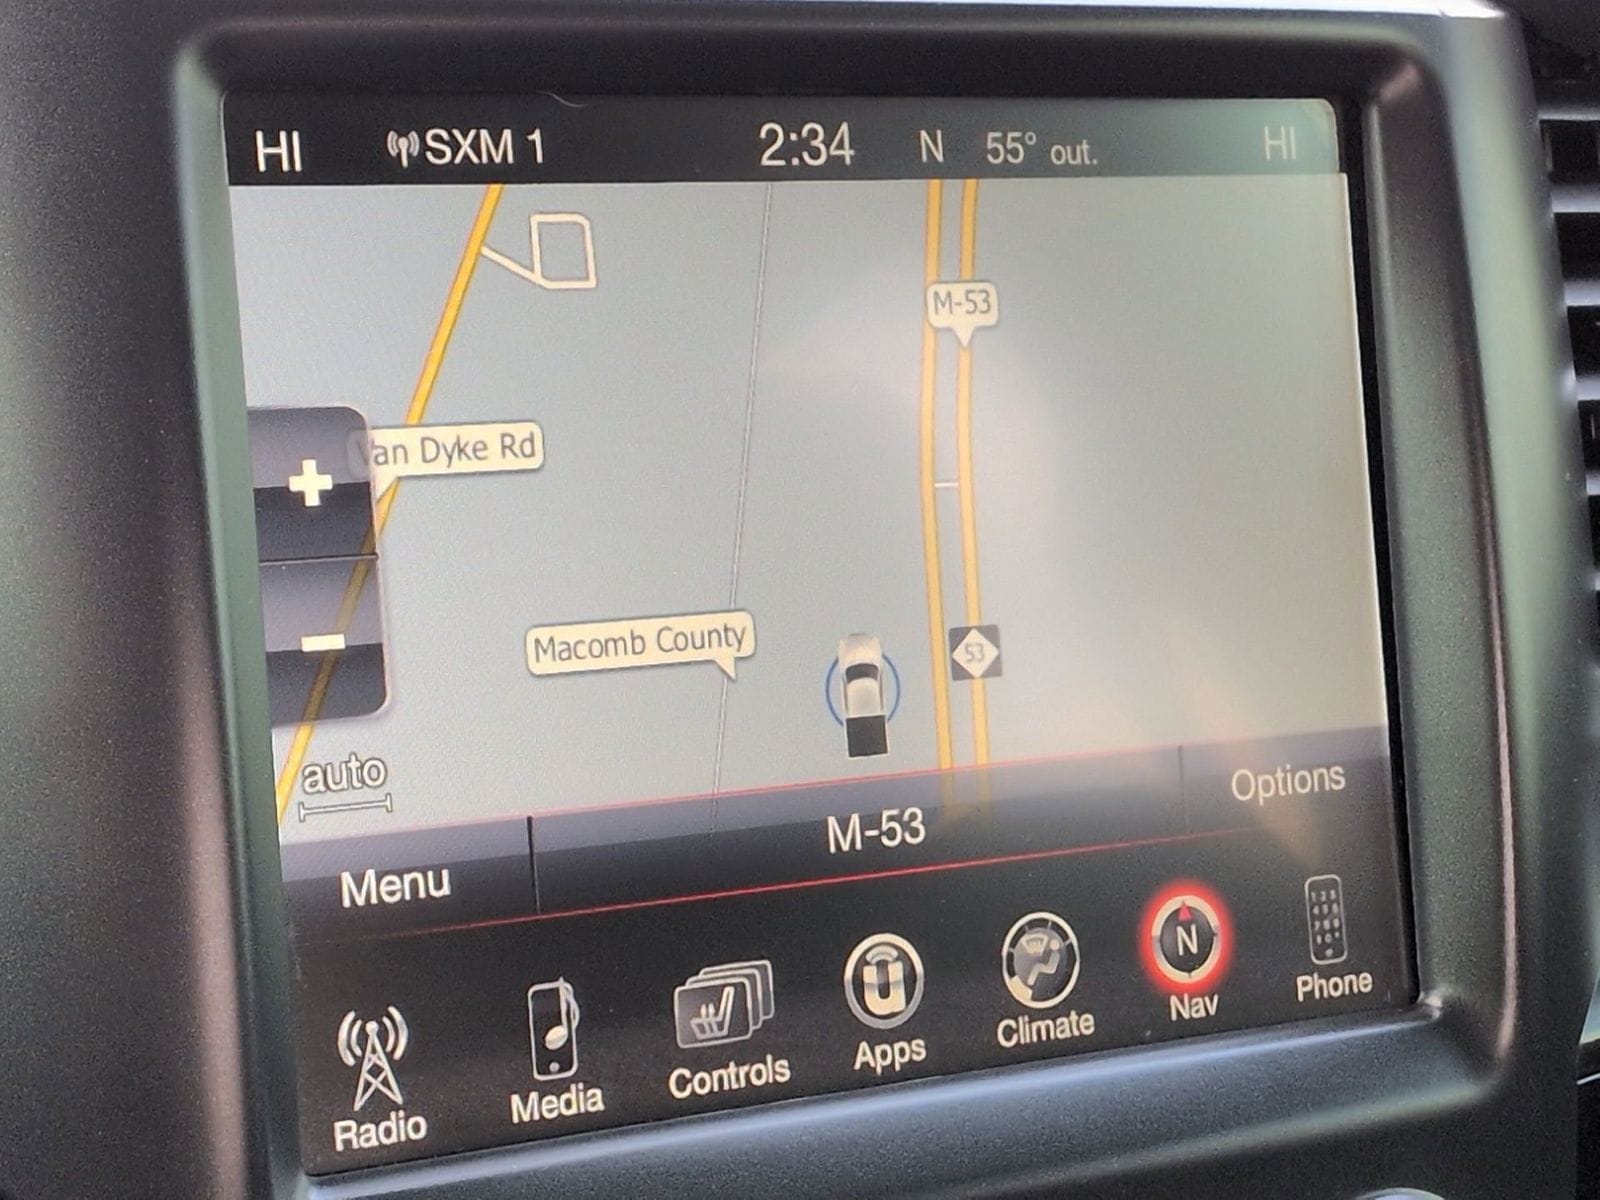 HI SXM 1 2:34 N 55° out. HI
M-53
Van Dyke Rd
Macomb County
53
auto
Menu M-53 Options
N
Radio Media Controls Apps Climate Nav Phone